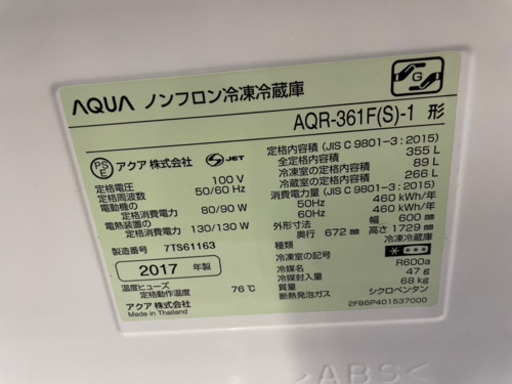 AQUA ノンフロン冷凍冷蔵庫
G
AQR-361F(S)-1 形
PS E アクア 株式会社 S JET
定格電圧 100 V
定格周波数 50/60 Hz
電動機の
定格消費電力 80/90 W
電熱装置の
定格消費電力 130/130 W
製造番号 7TS61163
2017 年製
温度ヒューズ
定格動作温度 76℃
アクア 株式会社
Made in Thailand
定格内容積 (JIS C 9801-3:2015)
全定格内容積 355 L
冷凍室の定格内容積 89 L
冷蔵室の定格内容積 266 L
消費電力量 (JIS C 9801-3:2015)
50Hz 460 kWh/年
60Hz 460 kWh/年
外形寸法 幅 600 mm
奥行 672 mm 高さ 1729 mm
種類 冷凍冷蔵庫
冷凍室の記号
冷媒名 R600a
冷媒封入量 47 g
質量 68 kg
断熱発泡ガス シクロペンタン
2FB6P401537000
>ABS<